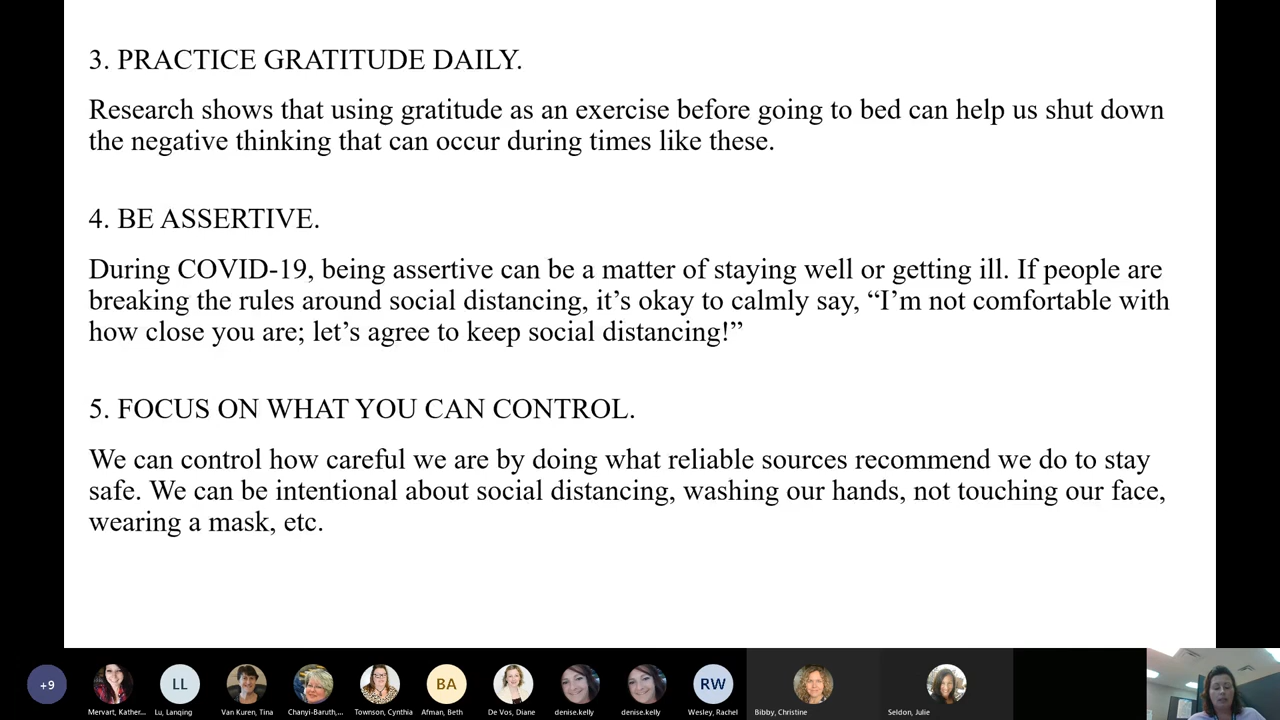 3. PRACTICE GRATITUDE DAILY.
Research shows that using gratitude as an exercise before going to bed can help us shut down
the negative thinking that can occur during times like these.
4. BE ASSERTIVE.
During COVID-19, being assertive can be a matter of staying well or getting ill. If people are
breaking the rules around social distancing, it’s okay to calmly say, “I’m not comfortable with
how close you are; let’s agree to keep social distancing!”
5. FOCUS ON WHAT YOU CAN CONTROL.
We can control how careful we are by doing what reliable sources recommend we do to stay
safe. We can be intentional about social distancing, washing our hands, not touching our face,
wearing a mask, etc.
+9 LL BA RW
Mervart, Kather... Lu, Lanqing Van Kuren, Tina Chanyi-Baruth,... Townson, Cynthia Afman, Beth De Vos, Diane denise.kelly denise.kelly Wesley, Rachel Bibby, Christine Seldon, Julie